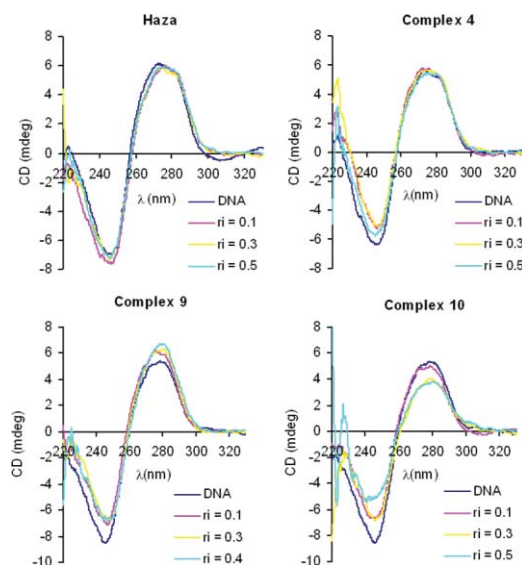 Haza
CD (mdeg)
8
6
4
2
0
-2
-4
-6
-8
220 240 260 280 300 320
λ (nm)
DNA
ri = 0.1
ri = 0.3
ri = 0.5
Complex 4
CD (mdeg)
8
6
4
2
0
-2
-4
-6
-8
220 240 260 280 300 320
λ (nm)
DNA
ri = 0.1
ri = 0.3
ri = 0.5
Complex 9
CD (mdeg)
8
6
4
2
0
-2
-4
-6
-8
-10
220 240 260 280 300 320
λ(nm)
DNA
ri = 0.1
ri = 0.3
ri = 0.4
Complex 10
CD (mdeg)
8
6
4
2
0
-2
-4
-6
-8
-10
220 240 260 280 300 320
λ(nm)
DNA
ri = 0.1
ri = 0.3
ri = 0.5